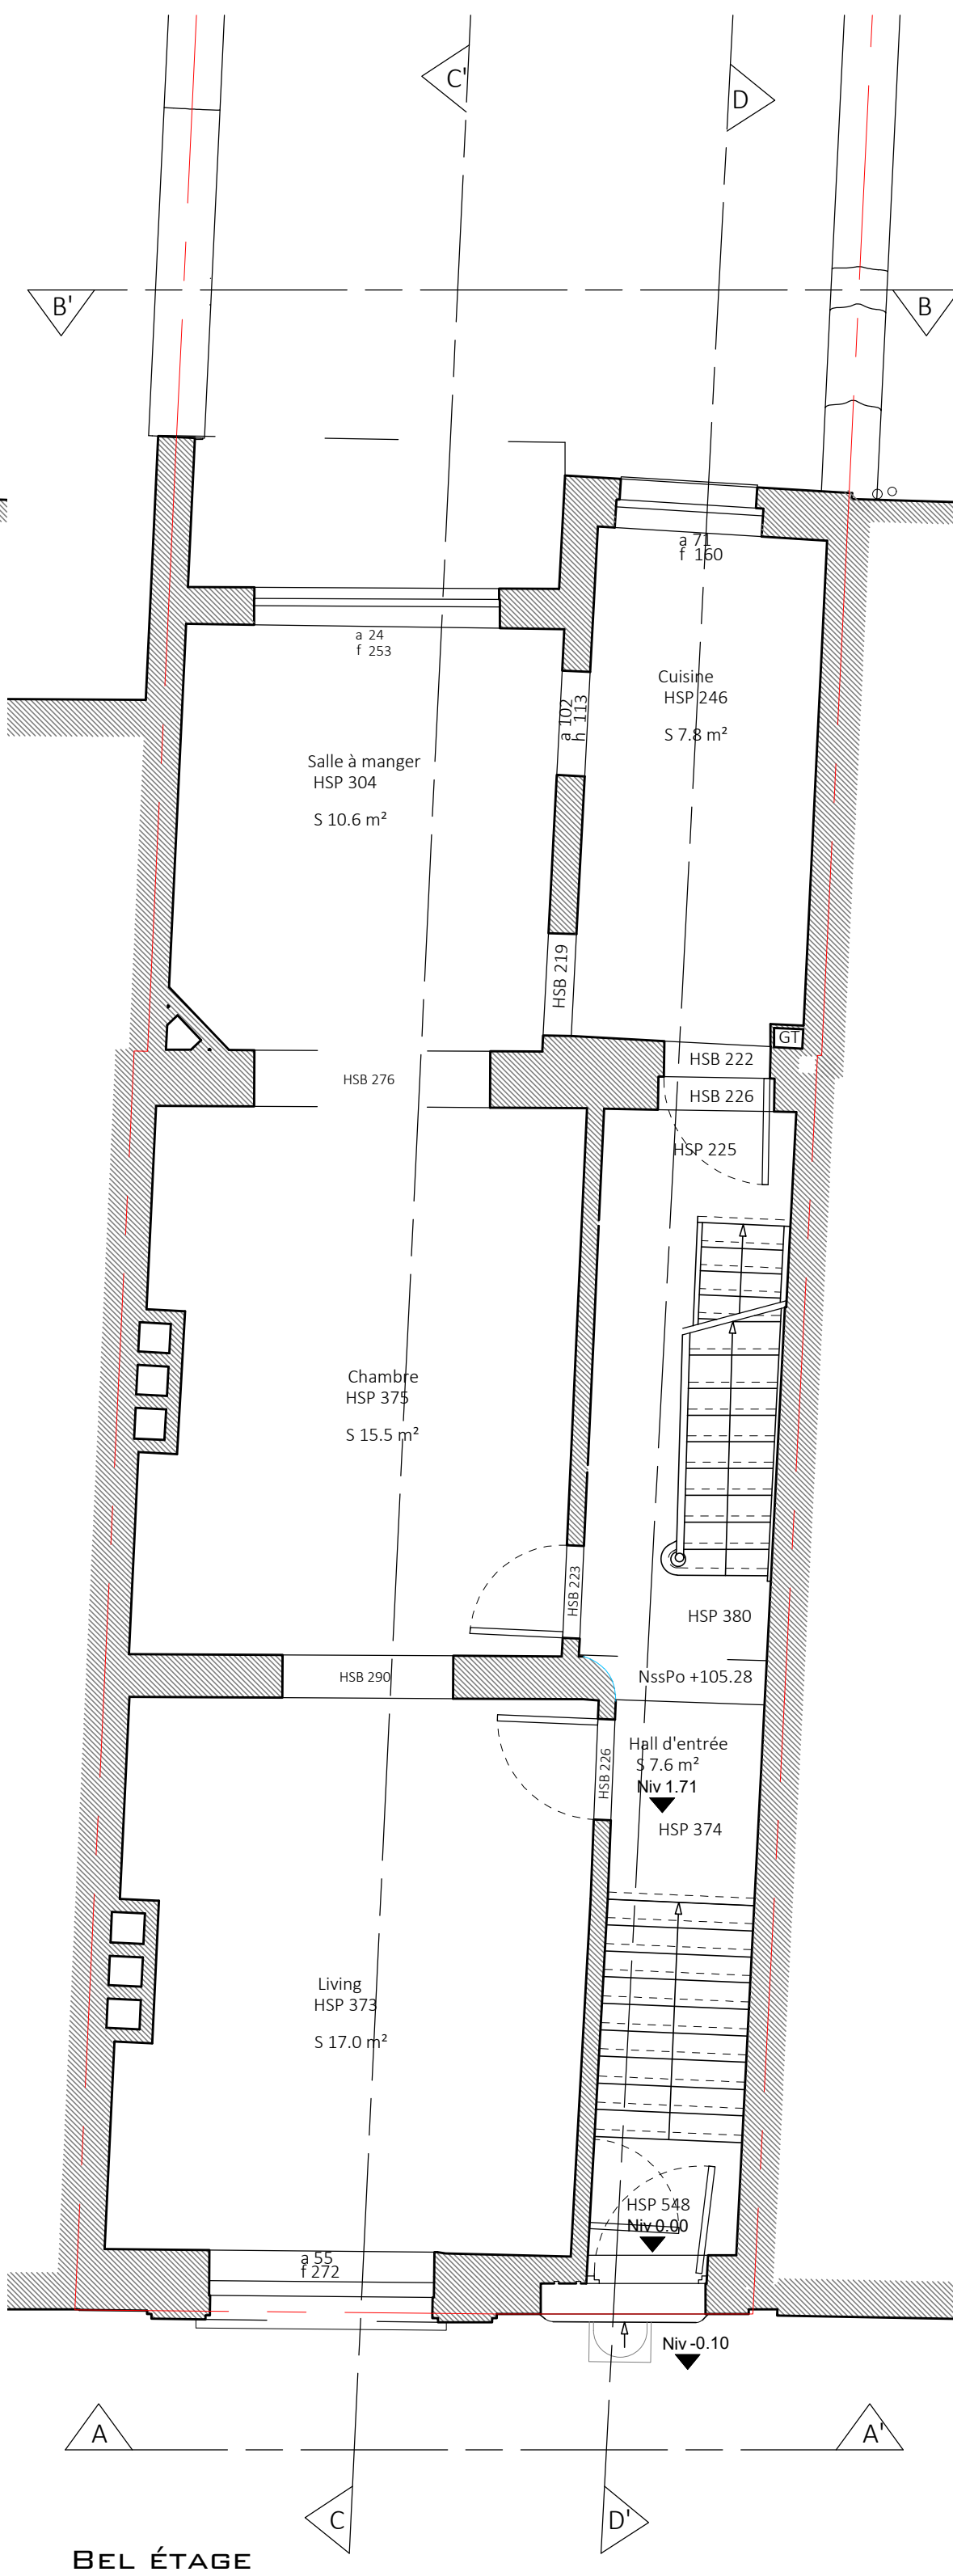 C'
D
B'
B
a 71
f 160
a 24
f 253
Cuisine
HSP 246
S 7.8 m²
a 102
h 113
Salle à manger
HSP 304
S 10.6 m²
HSB 219
GT
HSB 222
HSB 276
HSB 226
HSP 225
Chambre
HSP 375
S 15.5 m²
HSB 223
HSP 380
HSB 290
NssPo +105.28
Hall d'entrée
S 7.6 m²
Niv 1.71
HSB 226
HSP 374
Living
HSP 373
S 17.0 m²
HSP 548
Niv 0.00
a 55
f 272
Niv -0.10
A
A'
C
D'
BEL ÉTAGE